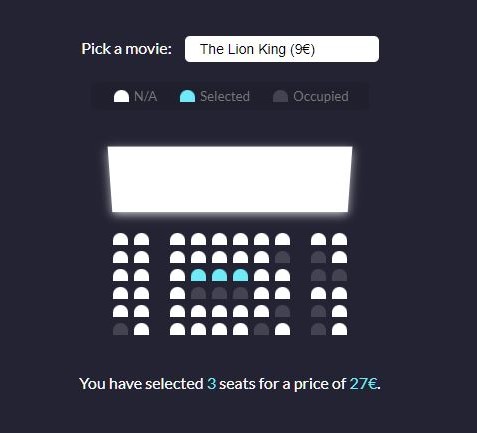 Pick a movie: The Lion King (9€)
N/A Selected Occupied
You have selected 3 seats for a price of 27€.